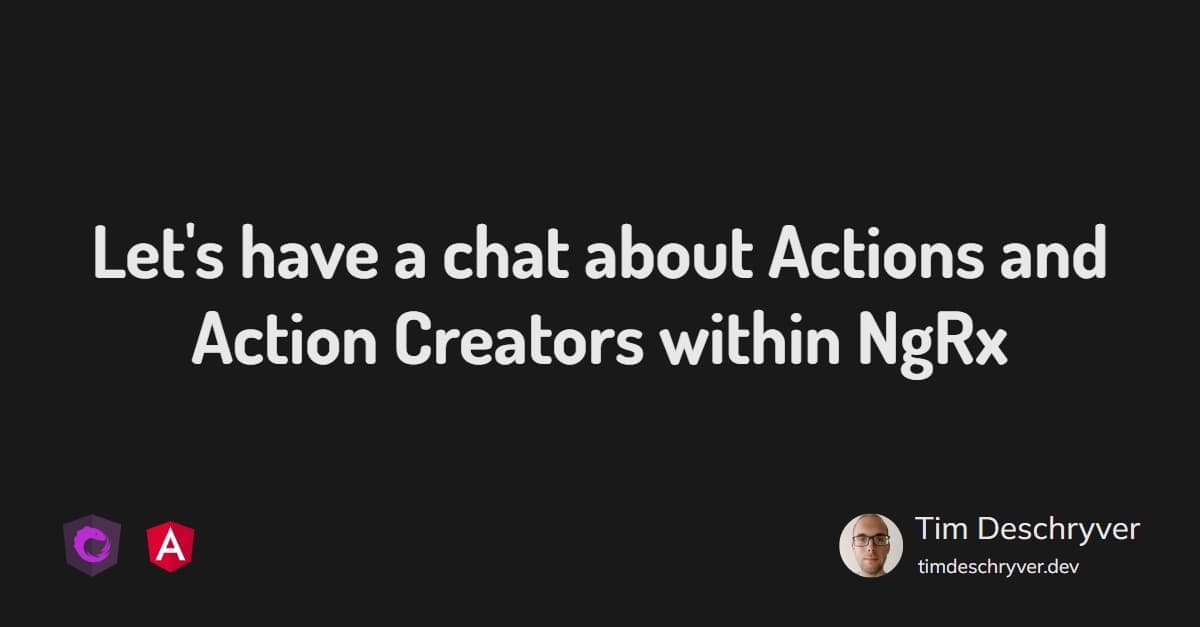 Let's have a chat about Actions and
Action Creators within NgRx
A
Tim Deschryver
timdeschryver.dev